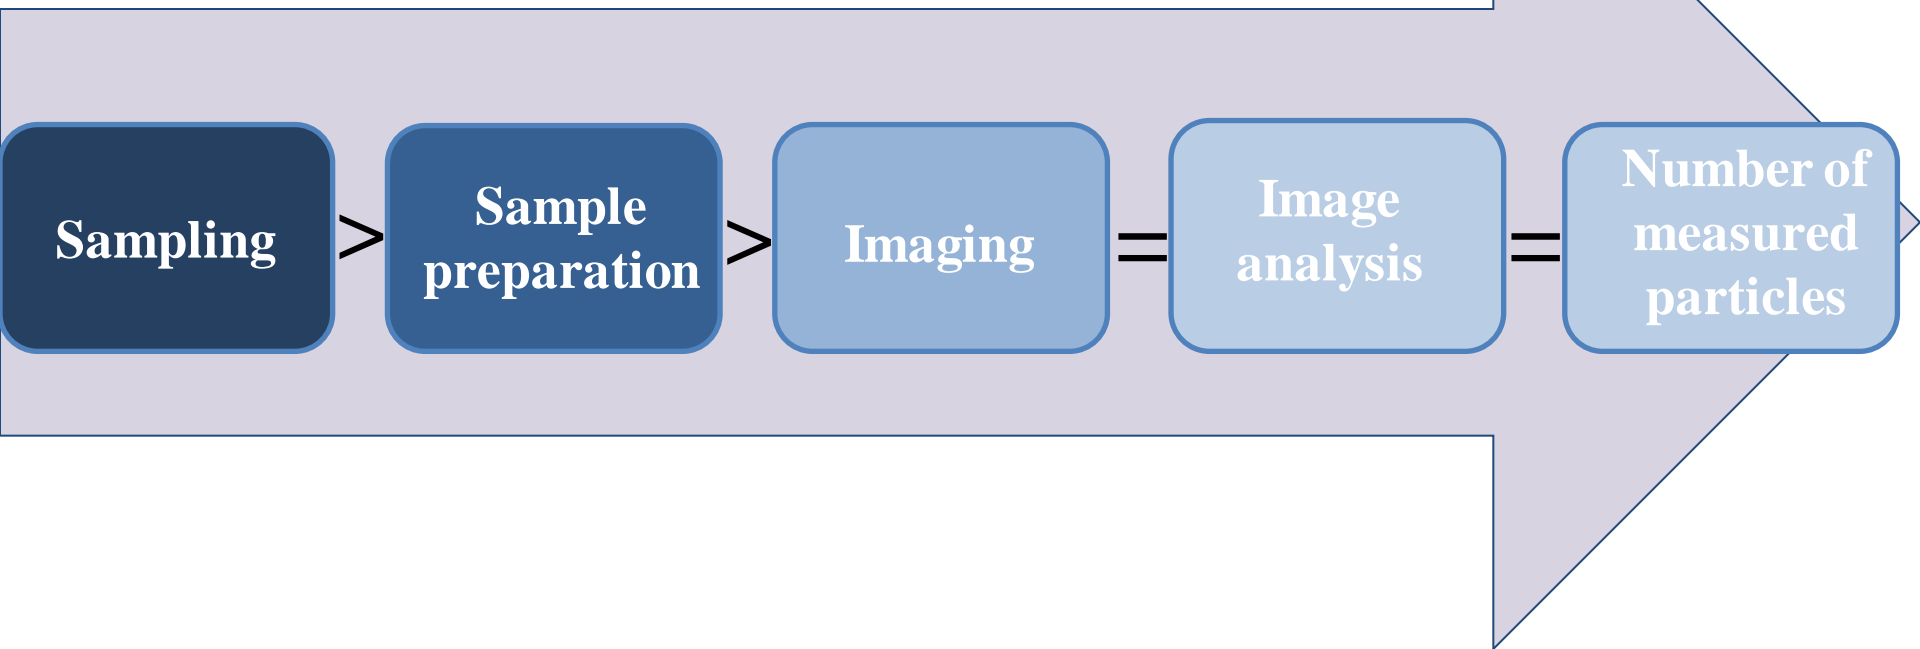 Sampling
>
Sample
preparation
>
Imaging
=
Image
analysis
=
Number of
measured
particles